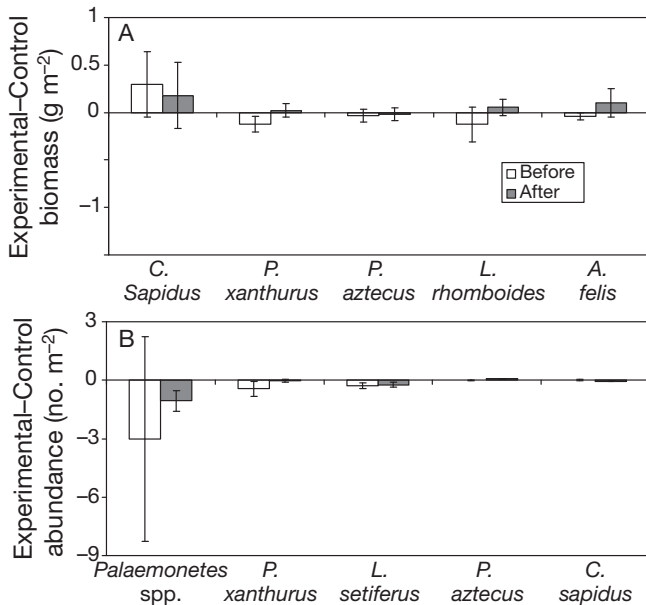 A
Experimental–Control
biomass (g m−2)
1
0.5
0
−1
Before
After
C.
Sapidus
P.
xanthurus
P.
aztecus
L.
rhomboides
A.
felis
B
Experimental–Control
abundance (no. m−2)
3
0
−3
−6
−9
Palaemonetes
spp.
P.
xanthurus
L.
setiferus
P.
aztecus
C.
sapidus